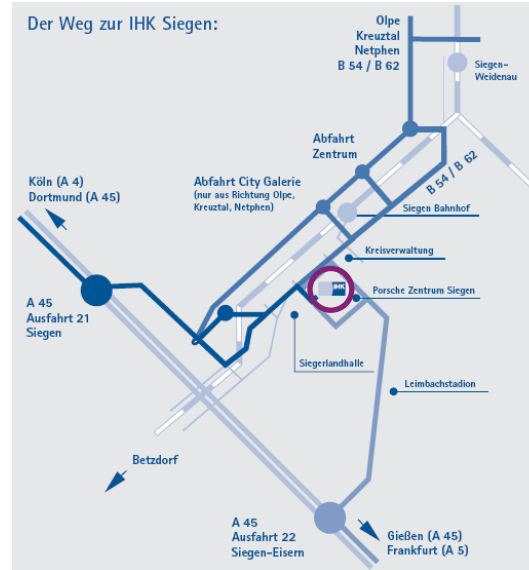 Der Weg zur IHK Siegen:
Olpe
Kreuztal
Netphen
B 54 / B 62
Siegen-
Weidenau
Abfahrt
Zentrum
B 54 / B 62
Köln (A 4)
Dortmund (A 45)
Abfahrt City Galerie
(nur aus Richtung Olpe,
Kreuztal, Netphen)
Siegen Bahnhof
Kreisverwaltung
IHK
Porsche Zentrum Siegen
A 45
Ausfahrt 21
Siegen
Siegerlandhalle
Leimbachstadion
Betzdorf
A 45
Ausfahrt 22
Siegen-Eisern
Gießen (A 45)
Frankfurt (A 5)